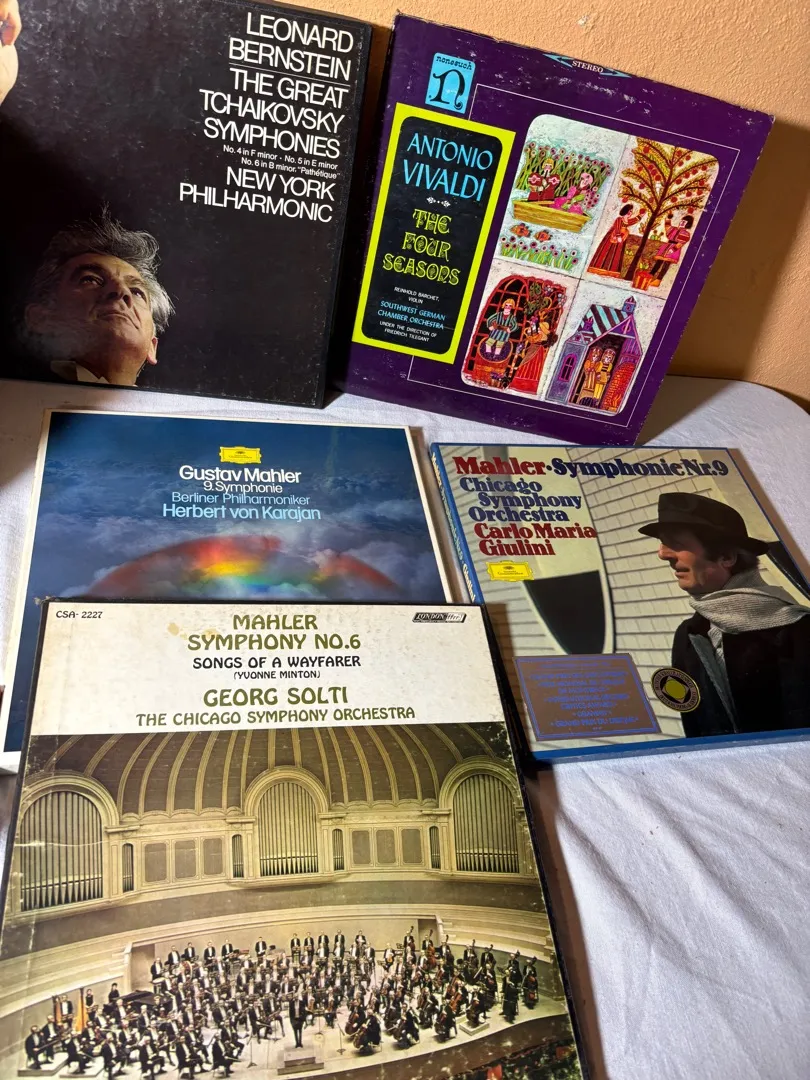 LEONARD
BERNSTEIN
THE GREAT
TCHAIKOVSKY
SYMPHONIES
No. 4 in F minor · No. 5 in E minor
No. 6 in B minor, "Pathétique"
NEW YORK
PHILHARMONIC
nonesuch
n
STEREO
ANTONIO
VIVALDI
THE
FOUR
SEASONS
REINHOLD BARCHET,
VIOLIN
SOUTHWEST GERMAN
CHAMBER ORCHESTRA
UNDER THE DIRECTION OF
FRIEDRICH TILEGANT
Gustav Mahler
9. Symphonie
Berliner Philharmoniker
Herbert von Karajan
Mahler · Symphonie Nr. 9
Chicago
Symphony
Orchestra
Carlo Maria
Giulini
CSA-2227
LONDON
MAHLER
SYMPHONY NO.6
SONGS OF A WAYFARER
(YVONNE MINTON)
GEORG SOLTI
THE CHICAGO SYMPHONY ORCHESTRA